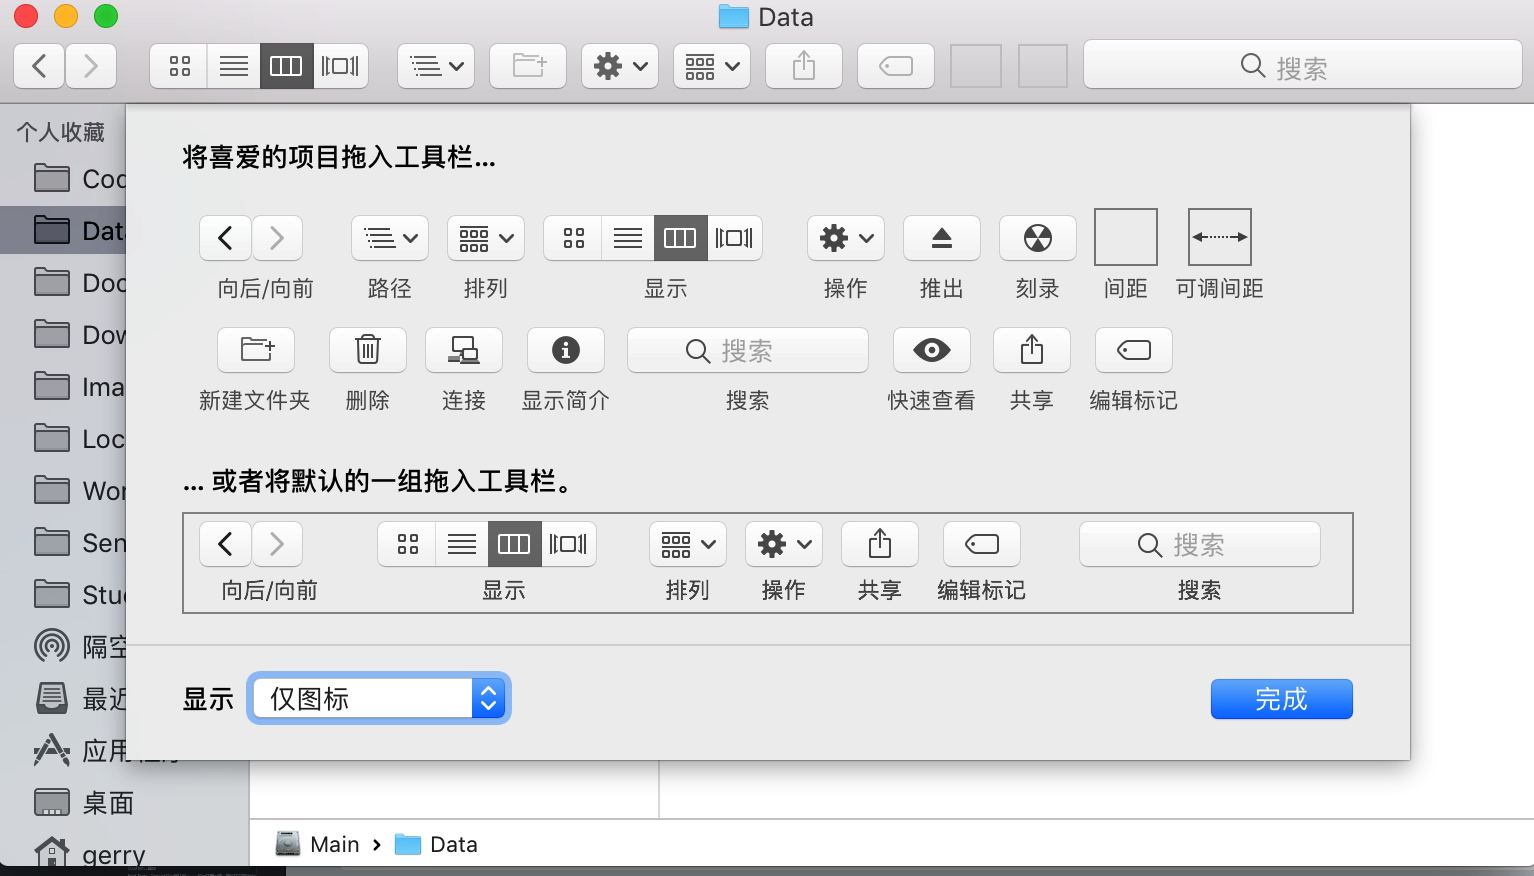 Data
搜索
个人收藏
将喜爱的项目拖入工具栏...
向后/向前 路径 排列 显示 操作 推出 刻录 间距 可调间距
搜索
新建文件夹 删除 连接 显示简介 搜索 快速查看 共享 编辑标记
... 或者将默认的一组拖入工具栏。
搜索
向后/向前 显示 排列 操作 共享 编辑标记 搜索
显示 仅图标 完成
Coc
Data
Doc
Dow
Ima
Loc
Wor
Sen
Stu
隔空
最近
应用程序
桌面
gerry
Main › Data